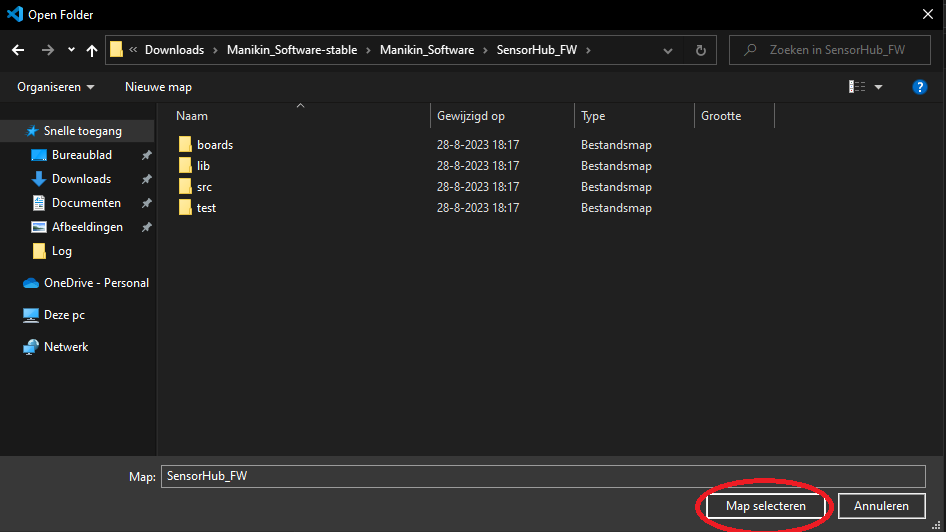 Open Folder
« Downloads > Manikin_Software-stable > Manikin_Software > SensorHub_FW >
Zoeken in SensorHub_FW
Organiseren Nieuwe map
?
Naam Gewijzigd op Type Grootte
Snelle toegang
Bureaublad
Downloads
Documenten
Afbeeldingen
Log
OneDrive - Personal
Deze pc
Netwerk
boards 28-8-2023 18:17 Bestandsmap
lib 28-8-2023 18:17 Bestandsmap
src 28-8-2023 18:17 Bestandsmap
test 28-8-2023 18:17 Bestandsmap
Map: SensorHub_FW
Map selecteren Annuleren